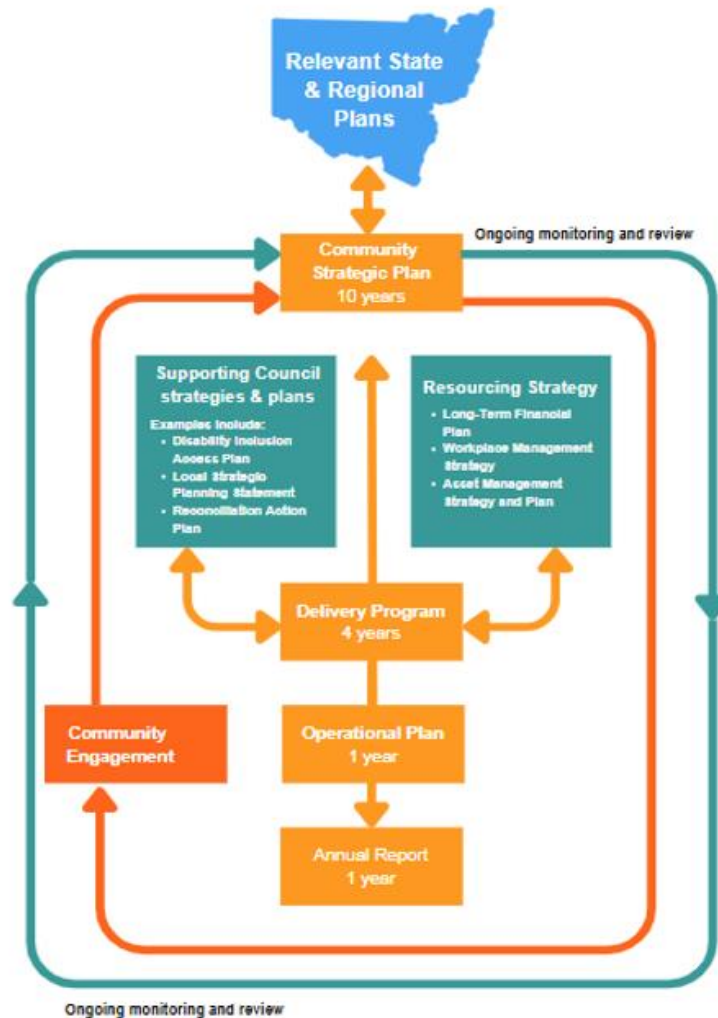 Relevant State
& Regional
Plans
Ongoing monitoring and review
Community
Strategic Plan
10 years
Supporting Council
strategies & plans
Examples Include:
• Disability Inclusion
Access Plan
• Local Strategic
Planning Statement
• Reconciliation Action
Plan
Resourcing Strategy
• Long-Term Financial
Plan
• Workplace Management
Strategy
• Asset Management
Strategy and Plan
Delivery Program
4 years
Community
Engagement
Operational Plan
1 year
Annual Report
1 year
Ongoing monitoring and review